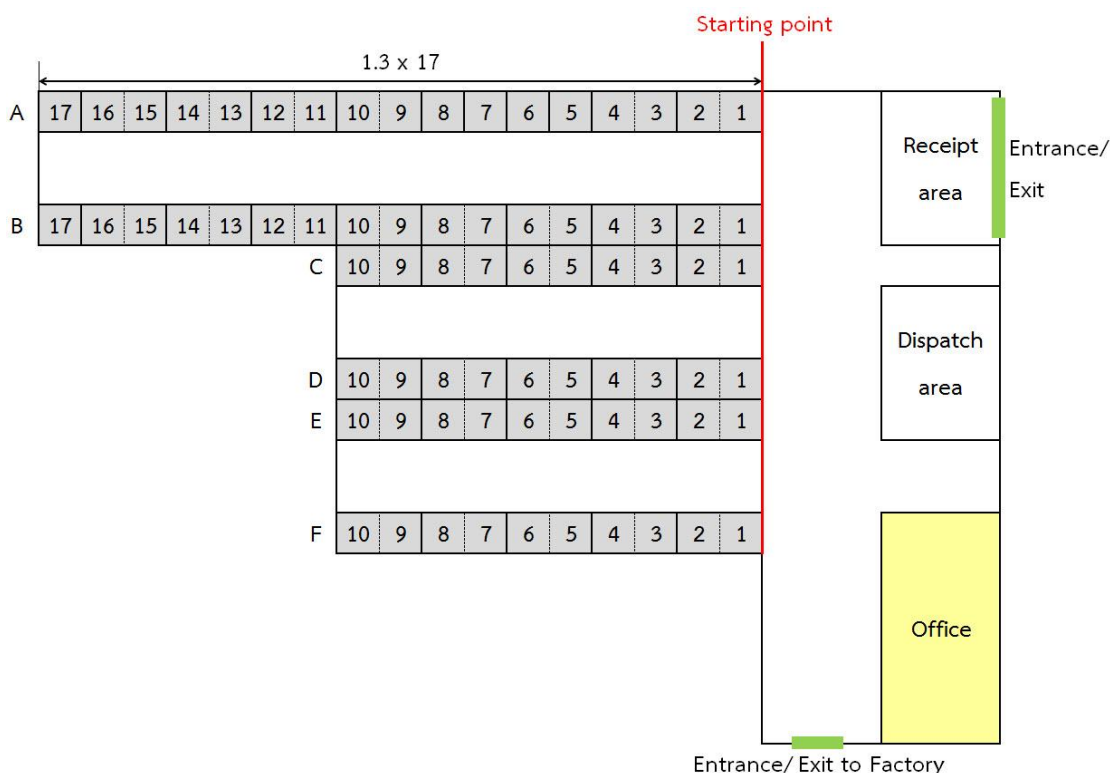 Starting point
1.3 x 17
A 17 16 15 14 13 12 11 10 9 8 7 6 5 4 3 2 1
Receipt
area
Entrance/
Exit
B 17 16 15 14 13 12 11 10 9 8 7 6 5 4 3 2 1
C 10 9 8 7 6 5 4 3 2 1
Dispatch
area
D 10 9 8 7 6 5 4 3 2 1
E 10 9 8 7 6 5 4 3 2 1
F 10 9 8 7 6 5 4 3 2 1
Office
Entrance/ Exit to Factory